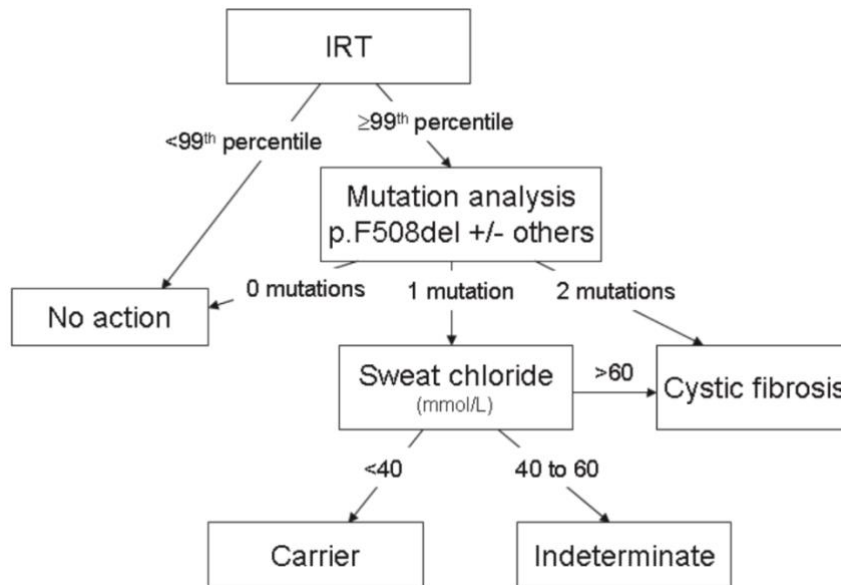 IRT
≥99th percentile
<99th percentile
Mutation analysis
p.F508del +/- others
0 mutations
1 mutation
2 mutations
No action
Sweat chloride
(mmol/L)
>60
Cystic fibrosis
<40
40 to 60
Carrier
Indeterminate